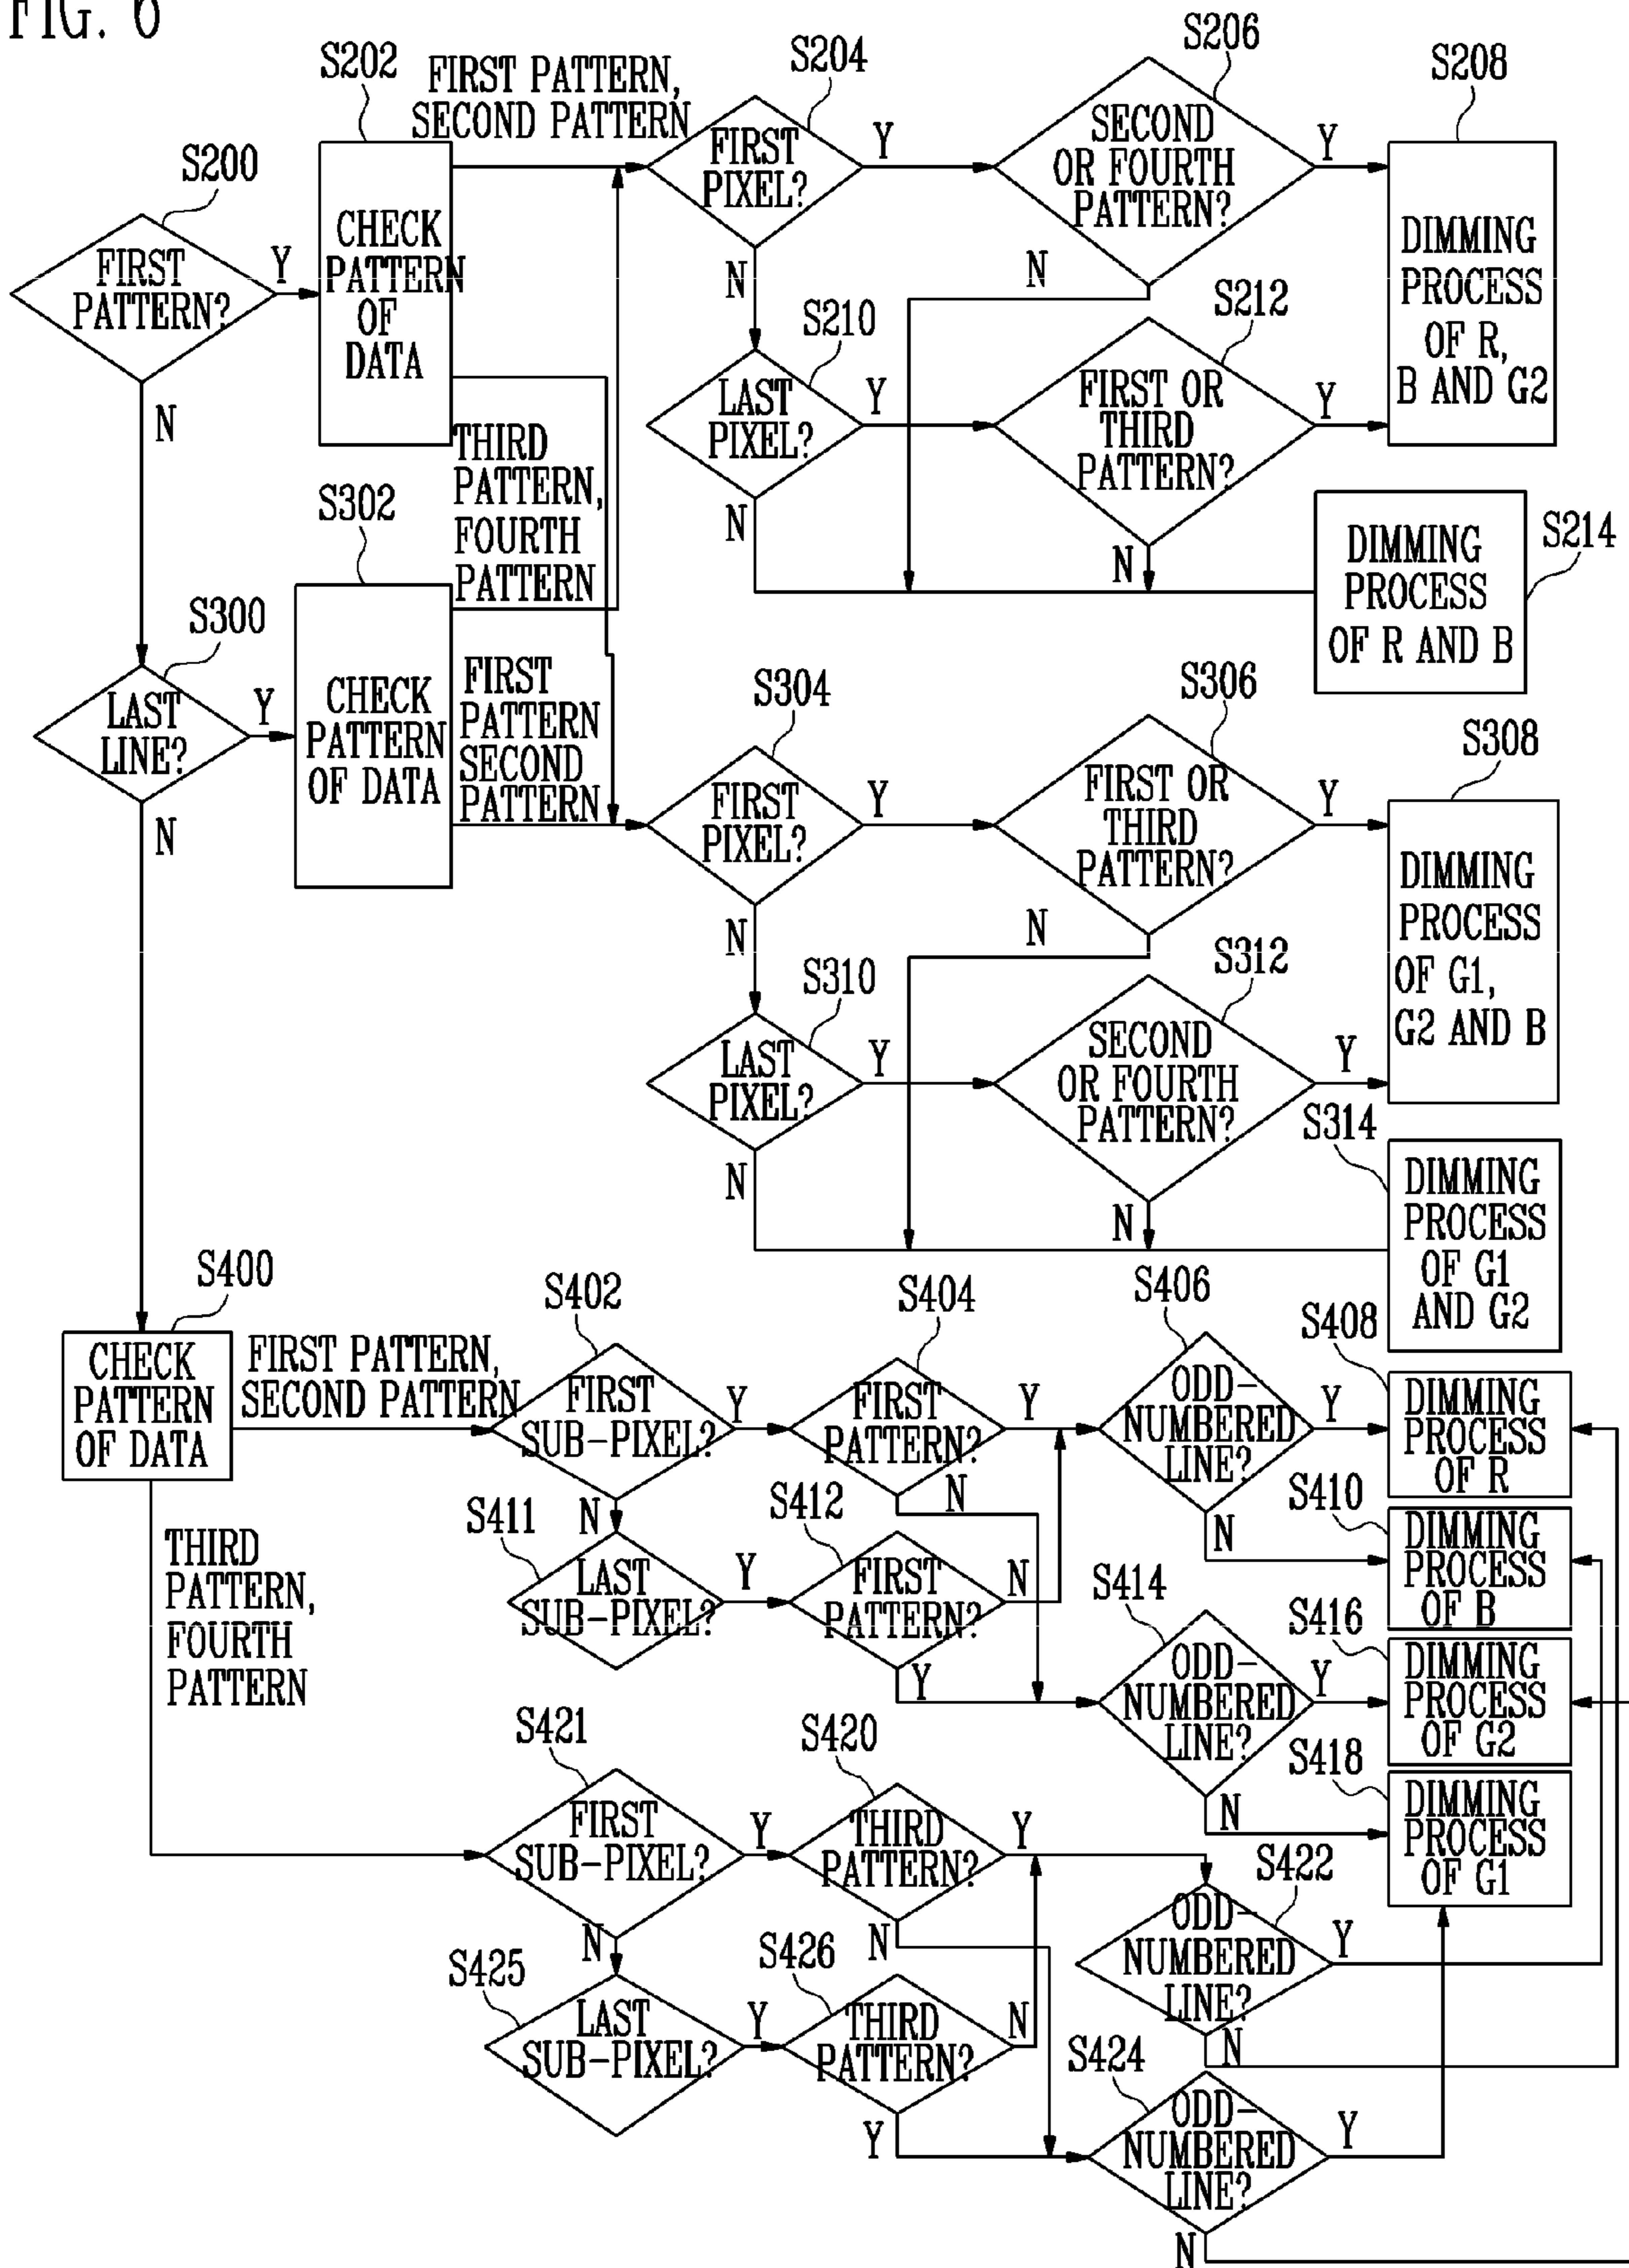 FIG. 6
S200
FIRST
PATTERN?
Y
N
S202
CHECK
PATTERN
OF
DATA
FIRST PATTERN,
SECOND PATTERN
THIRD
PATTERN,
FOURTH
PATTERN
S204
FIRST
PIXEL?
Y
N
S206
SECOND
OR FOURTH
PATTERN?
Y
N
S208
DIMMING
PROCESS
OF R,
B AND G2
S210
LAST
PIXEL?
Y
N
S212
FIRST OR
THIRD
PATTERN?
Y
N
S214
DIMMING
PROCESS
OF R AND B
S300
LAST
LINE?
Y
N
S302
CHECK
PATTERN
OF DATA
FIRST
PATTERN
SECOND
PATTERN
S304
FIRST
PIXEL?
Y
N
S306
FIRST OR
THIRD
PATTERN?
Y
N
S308
DIMMING
PROCESS
OF G1,
G2 AND B
S310
LAST
PIXEL?
Y
N
S312
SECOND
OR FOURTH
PATTERN?
Y
N
S314
DIMMING
PROCESS
OF G1
AND G2
S400
CHECK
PATTERN
OF DATA
FIRST PATTERN,
SECOND PATTERN
THIRD
PATTERN,
FOURTH
PATTERN
S402
FIRST
SUB-PIXEL?
Y
N
S404
FIRST
PATTERN?
Y
N
S406
ODD-
NUMBERED
LINE?
Y
N
S408
DIMMING
PROCESS
OF R
S410
DIMMING
PROCESS
OF B
S411
LAST
SUB-PIXEL?
Y
S412
FIRST
PATTERN?
N
Y
S414
ODD-
NUMBERED
LINE?
Y
N
S416
DIMMING
PROCESS
OF G2
S418
DIMMING
PROCESS
OF G1
S421
FIRST
SUB-PIXEL?
Y
N
S420
THIRD
PATTERN?
Y
N
S422
ODD-
NUMBERED
LINE?
Y
N
S425
LAST
SUB-PIXEL?
Y
S426
THIRD
PATTERN?
N
Y
S424
ODD-
NUMBERED
LINE?
Y
N